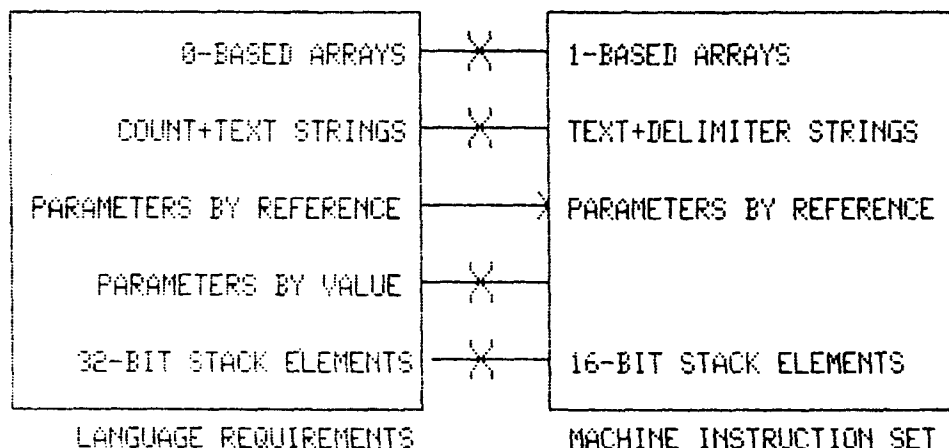 0-BASED ARRAYS 1-BASED ARRAYS
COUNT+TEXT STRINGS TEXT+DELIMITER STRINGS
PARAMETERS BY REFERENCE PARAMETERS BY REFERENCE
PARAMETERS BY VALUE
32-BIT STACK ELEMENTS 16-BIT STACK ELEMENTS
LANGUAGE REQUIREMENTS MACHINE INSTRUCTION SET